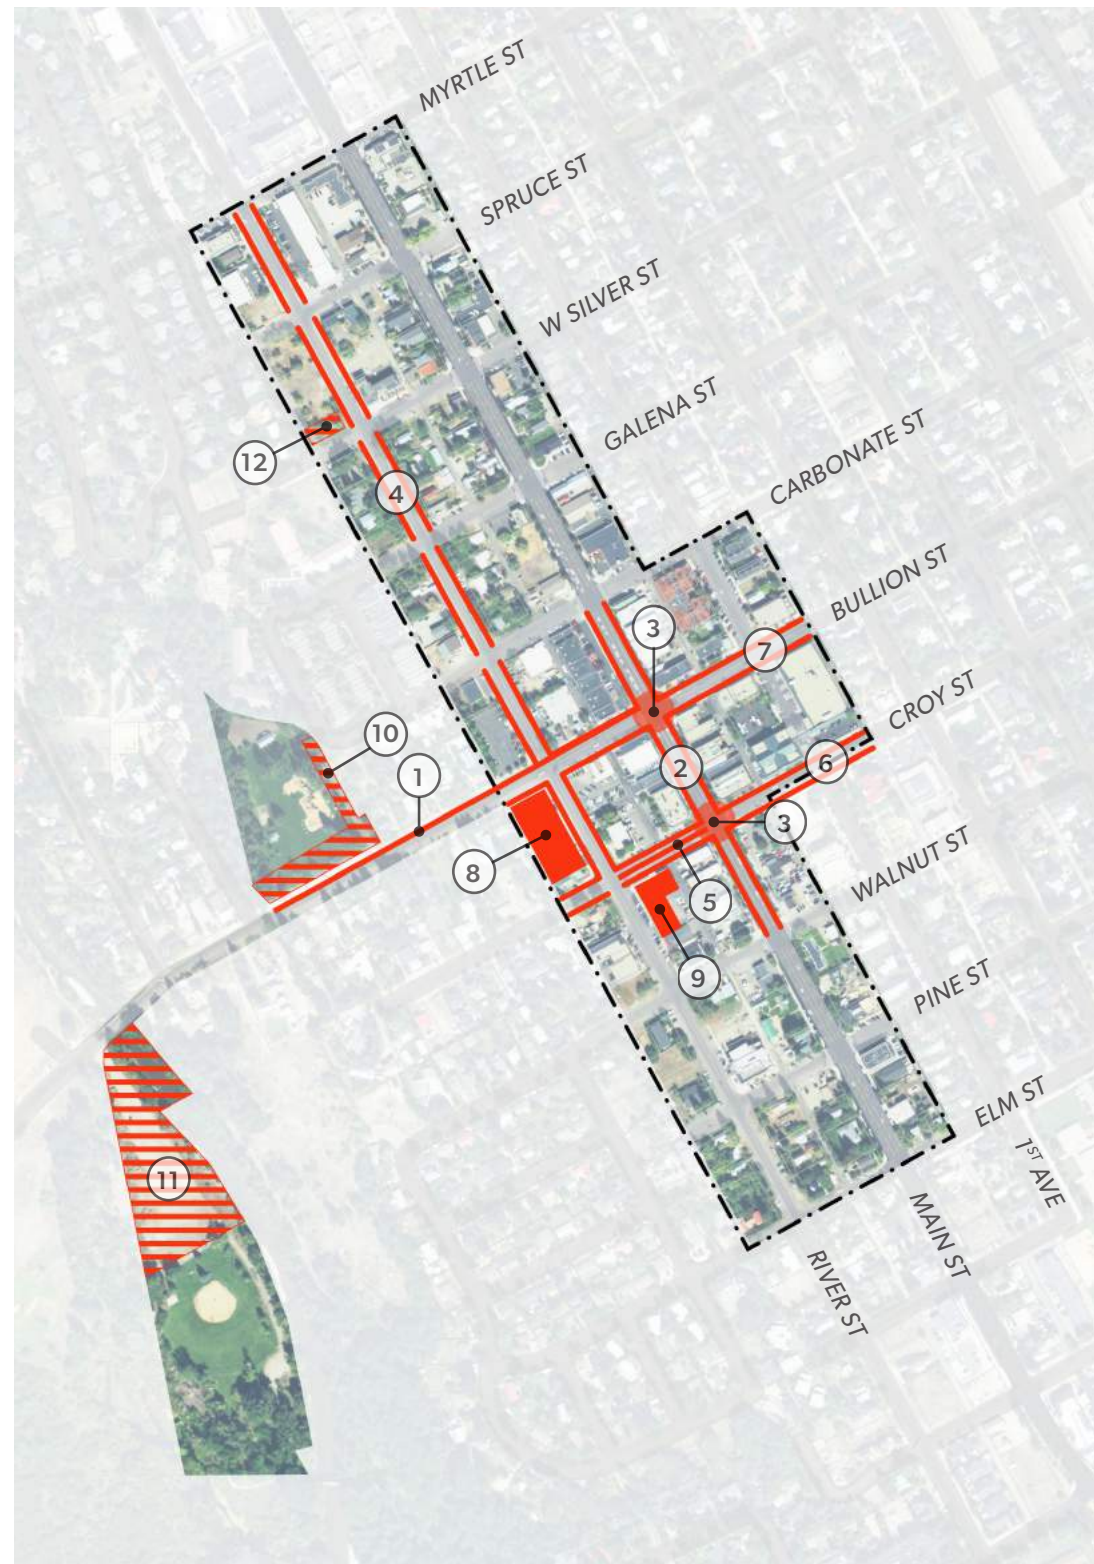 MYRTLE ST
SPRUCE ST
W SILVER ST
GALENA ST
CARBONATE ST
BULLION ST
CROY ST
WALNUT ST
PINE ST
ELM ST
1ST AVE
MAIN ST
RIVER ST
12
4
3
7
10
1
2
6
3
8
5
9
11